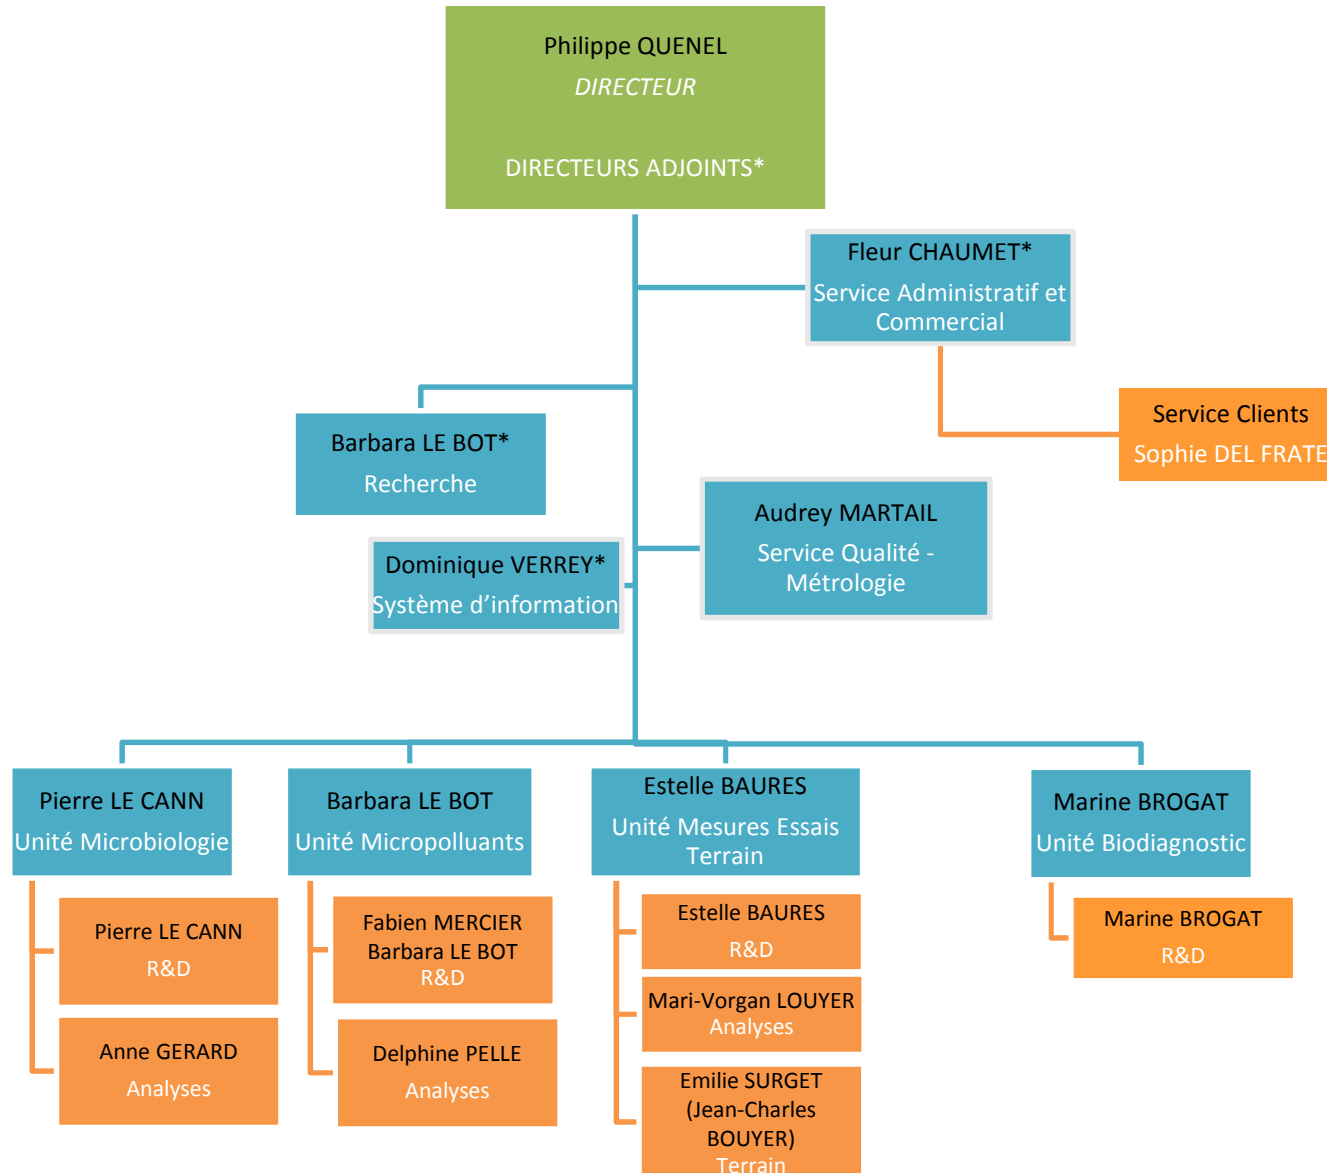 Philippe QUENEL
DIRECTEUR
DIRECTEURS ADJOINTS*
Fleur CHAUMET*
Service Administratif et
Commercial
Service Clients
Sophie DEL FRATE
Barbara LE BOT*
Recherche
Audrey MARTAIL
Service Qualité -
Métrologie
Dominique VERREY*
Système d’information
Pierre LE CANN
Unité Microbiologie
Barbara LE BOT
Unité Micropolluants
Estelle BAURES
Unité Mesures Essais
Terrain
Marine BROGAT
Unité Biodiagnostic
Pierre LE CANN
R&D
Anne GERARD
Analyses
Fabien MERCIER
Barbara LE BOT
R&D
Delphine PELLE
Analyses
Estelle BAURES
R&D
Mari-Vorgan LOUYER
Analyses
Emilie SURGET
(Jean-Charles
BOUYER)
Terrain
Marine BROGAT
R&D